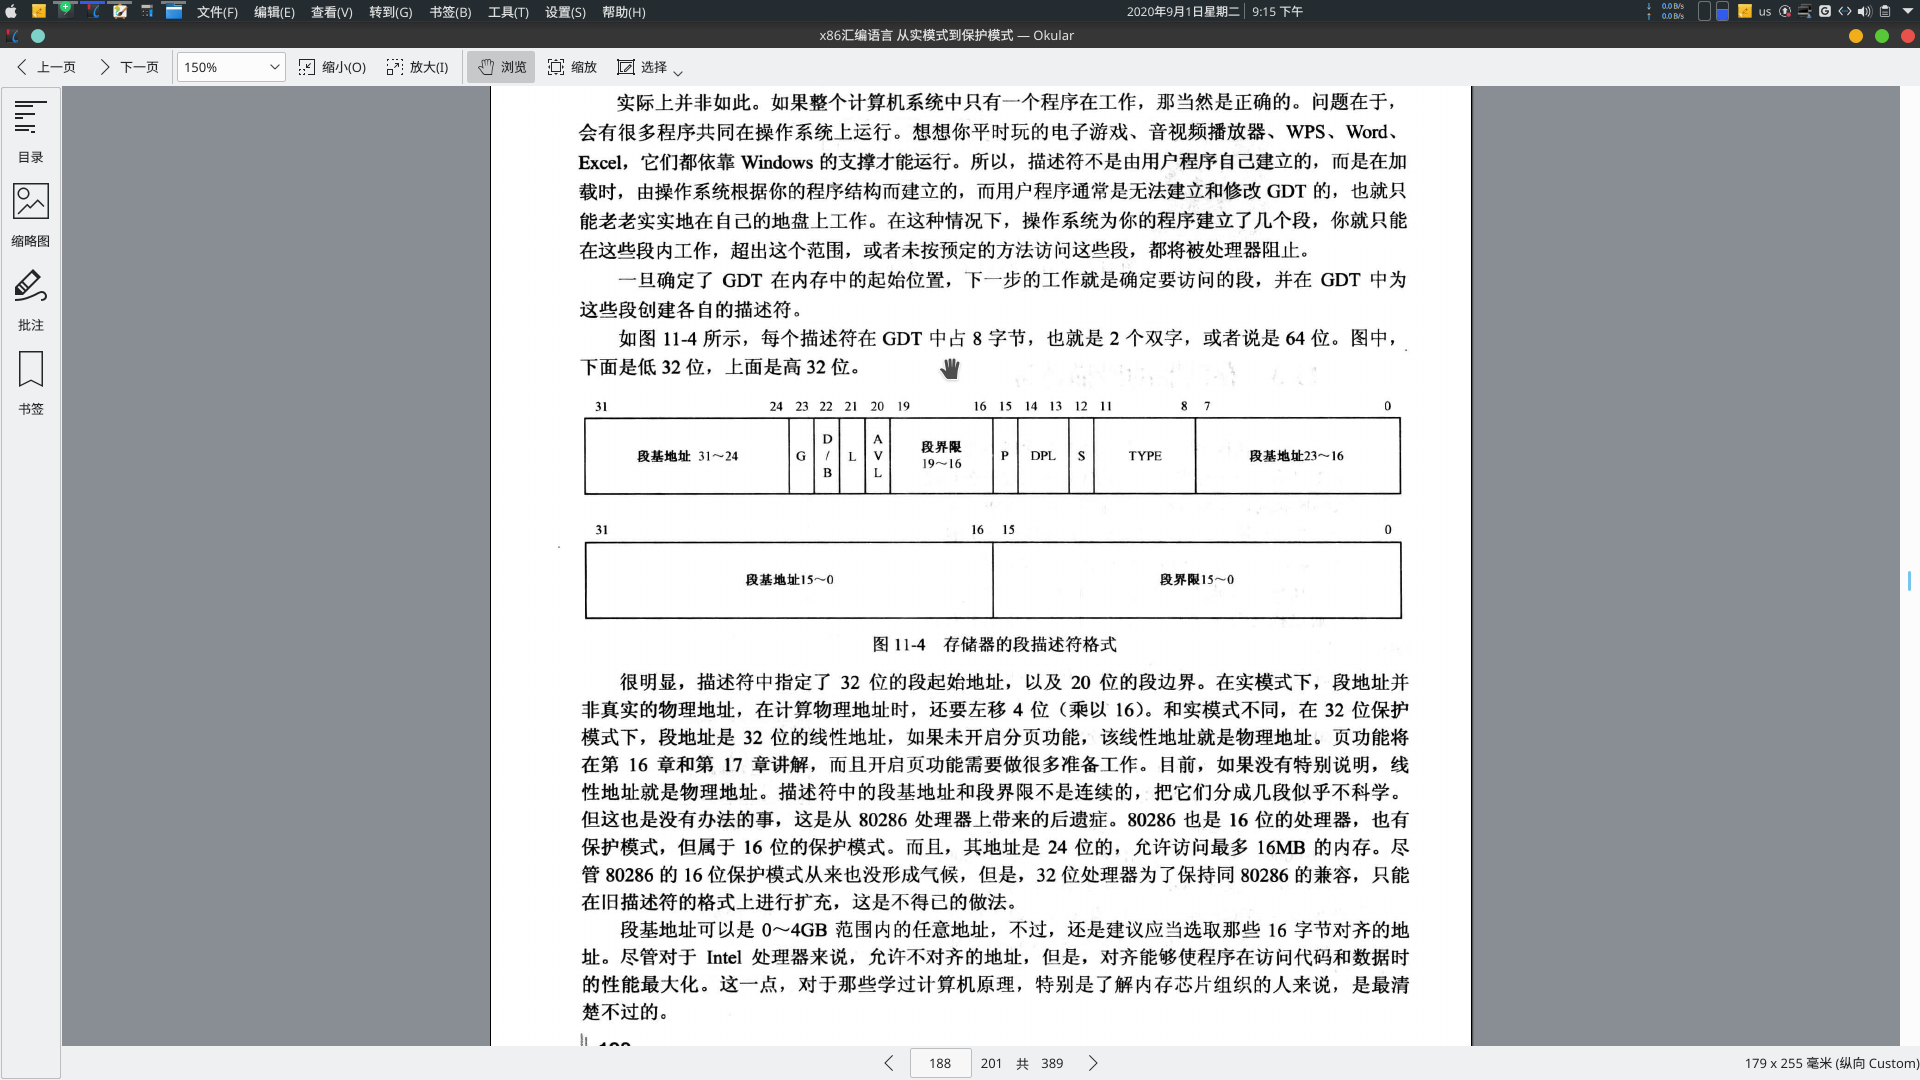 文件(F) 编辑(E) 查看(V) 转到(G) 书签(B) 工具(T) 设置(S) 帮助(H) 2020年9月1日星期二 9:15 下午 0.0 B/s 0.0 B/s us
x86汇编语言 从实模式到保护模式 — Okular
上一页 下一页 150% 缩小(O) 放大(I) 浏览 缩放 选择
目录
缩略图
批注
书签
实际上并非如此。如果整个计算机系统中只有一个程序在工作，那当然是正确的。问题在于，
会有很多程序共同在操作系统上运行。想想你平时玩的电子游戏、音视频播放器、WPS、Word、
Excel，它们都依靠 Windows 的支撑才能运行。所以，描述符不是由用户程序自己建立的，而是在加
载时，由操作系统根据你的程序结构而建立的，而用户程序通常是无法建立和修改 GDT 的，也就只
能老老实实地在自己的地盘上工作。在这种情况下，操作系统为你的程序建立了几个段，你就只能
在这些段内工作，超出这个范围，或者未按预定的方法访问这些段，都将被处理器阻止。
一旦确定了 GDT 在内存中的起始位置，下一步的工作就是确定要访问的段，并在 GDT 中为
这些段创建各自的描述符。
如图 11-4 所示，每个描述符在 GDT 中占 8 字节，也就是 2 个双字，或者说是 64 位。图中，
下面是低 32 位，上面是高 32 位。
31 24 23 22 21 20 19 16 15 14 13 12 11 8 7 0
段基地址 31～24 G D/B L AVL 段界限 19～16 P DPL S TYPE 段基地址23～16
31 16 15 0
段基地址15～0 段界限15～0
图 11-4 存储器的段描述符格式
很明显，描述符中指定了 32 位的段起始地址，以及 20 位的段边界。在实模式下，段地址并
非真实的物理地址，在计算物理地址时，还要左移 4 位（乘以 16）。和实模式不同，在 32 位保护
模式下，段地址是 32 位的线性地址，如果未开启分页功能，该线性地址就是物理地址。页功能将
在第 16 章和第 17 章讲解，而且开启页功能需要做很多准备工作。目前，如果没有特别说明，线
性地址就是物理地址。描述符中的段基地址和段界限不是连续的，把它们分成几段似乎不科学。
但这也是没有办法的事，这是从 80286 处理器上带来的后遗症。80286 也是 16 位的处理器，也有
保护模式，但属于 16 位的保护模式。而且，其地址是 24 位的，允许访问最多 16MB 的内存。尽
管 80286 的 16 位保护模式从来也没形成气候，但是，32 位处理器为了保持同 80286 的兼容，只能
在旧描述符的格式上进行扩充，这是不得已的做法。
段基地址可以是 0～4GB 范围内的任意地址，不过，还是建议应当选取那些 16 字节对齐的地
址。尽管对于 Intel 处理器来说，允许不对齐的地址，但是，对齐能够使程序在访问代码和数据时
的性能最大化。这一点，对于那些学过计算机原理，特别是了解内存芯片组织的人来说，是最清
楚不过的。
188 201 共 389 179 x 255 毫米 (纵向 Custom)